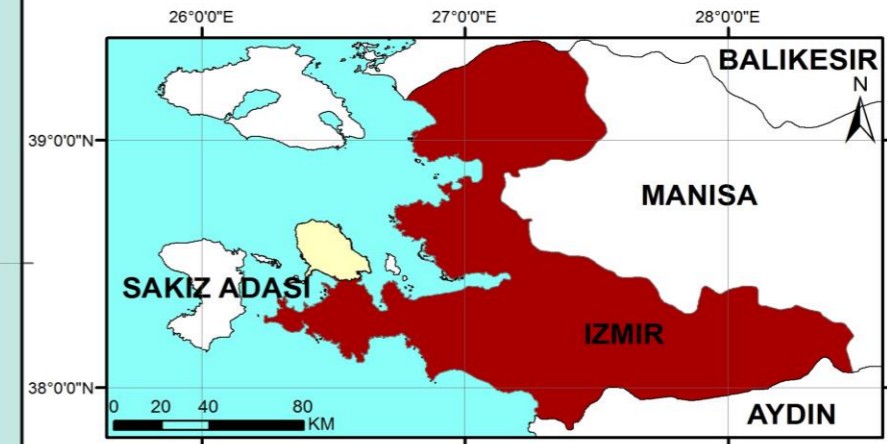 26°0'0"E 27°0'0"E 28°0'0"E
BALIKESIR
N
39°0'0"N
MANISA
SAKIZ ADASI
IZMIR
38°0'0"N
0 20 40 80
KM
AYDIN